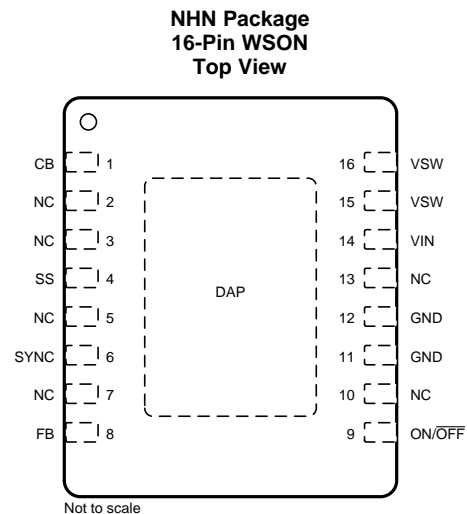 NHN Package
16-Pin WSON
Top View
CB 1 16 VSW
NC 2 15 VSW
NC 3 14 VIN
SS 4 13 NC
DAP
NC 5 12 GND
SYNC 6 11 GND
NC 7 10 NC
FB 8 9 ON/OFF
Not to scale